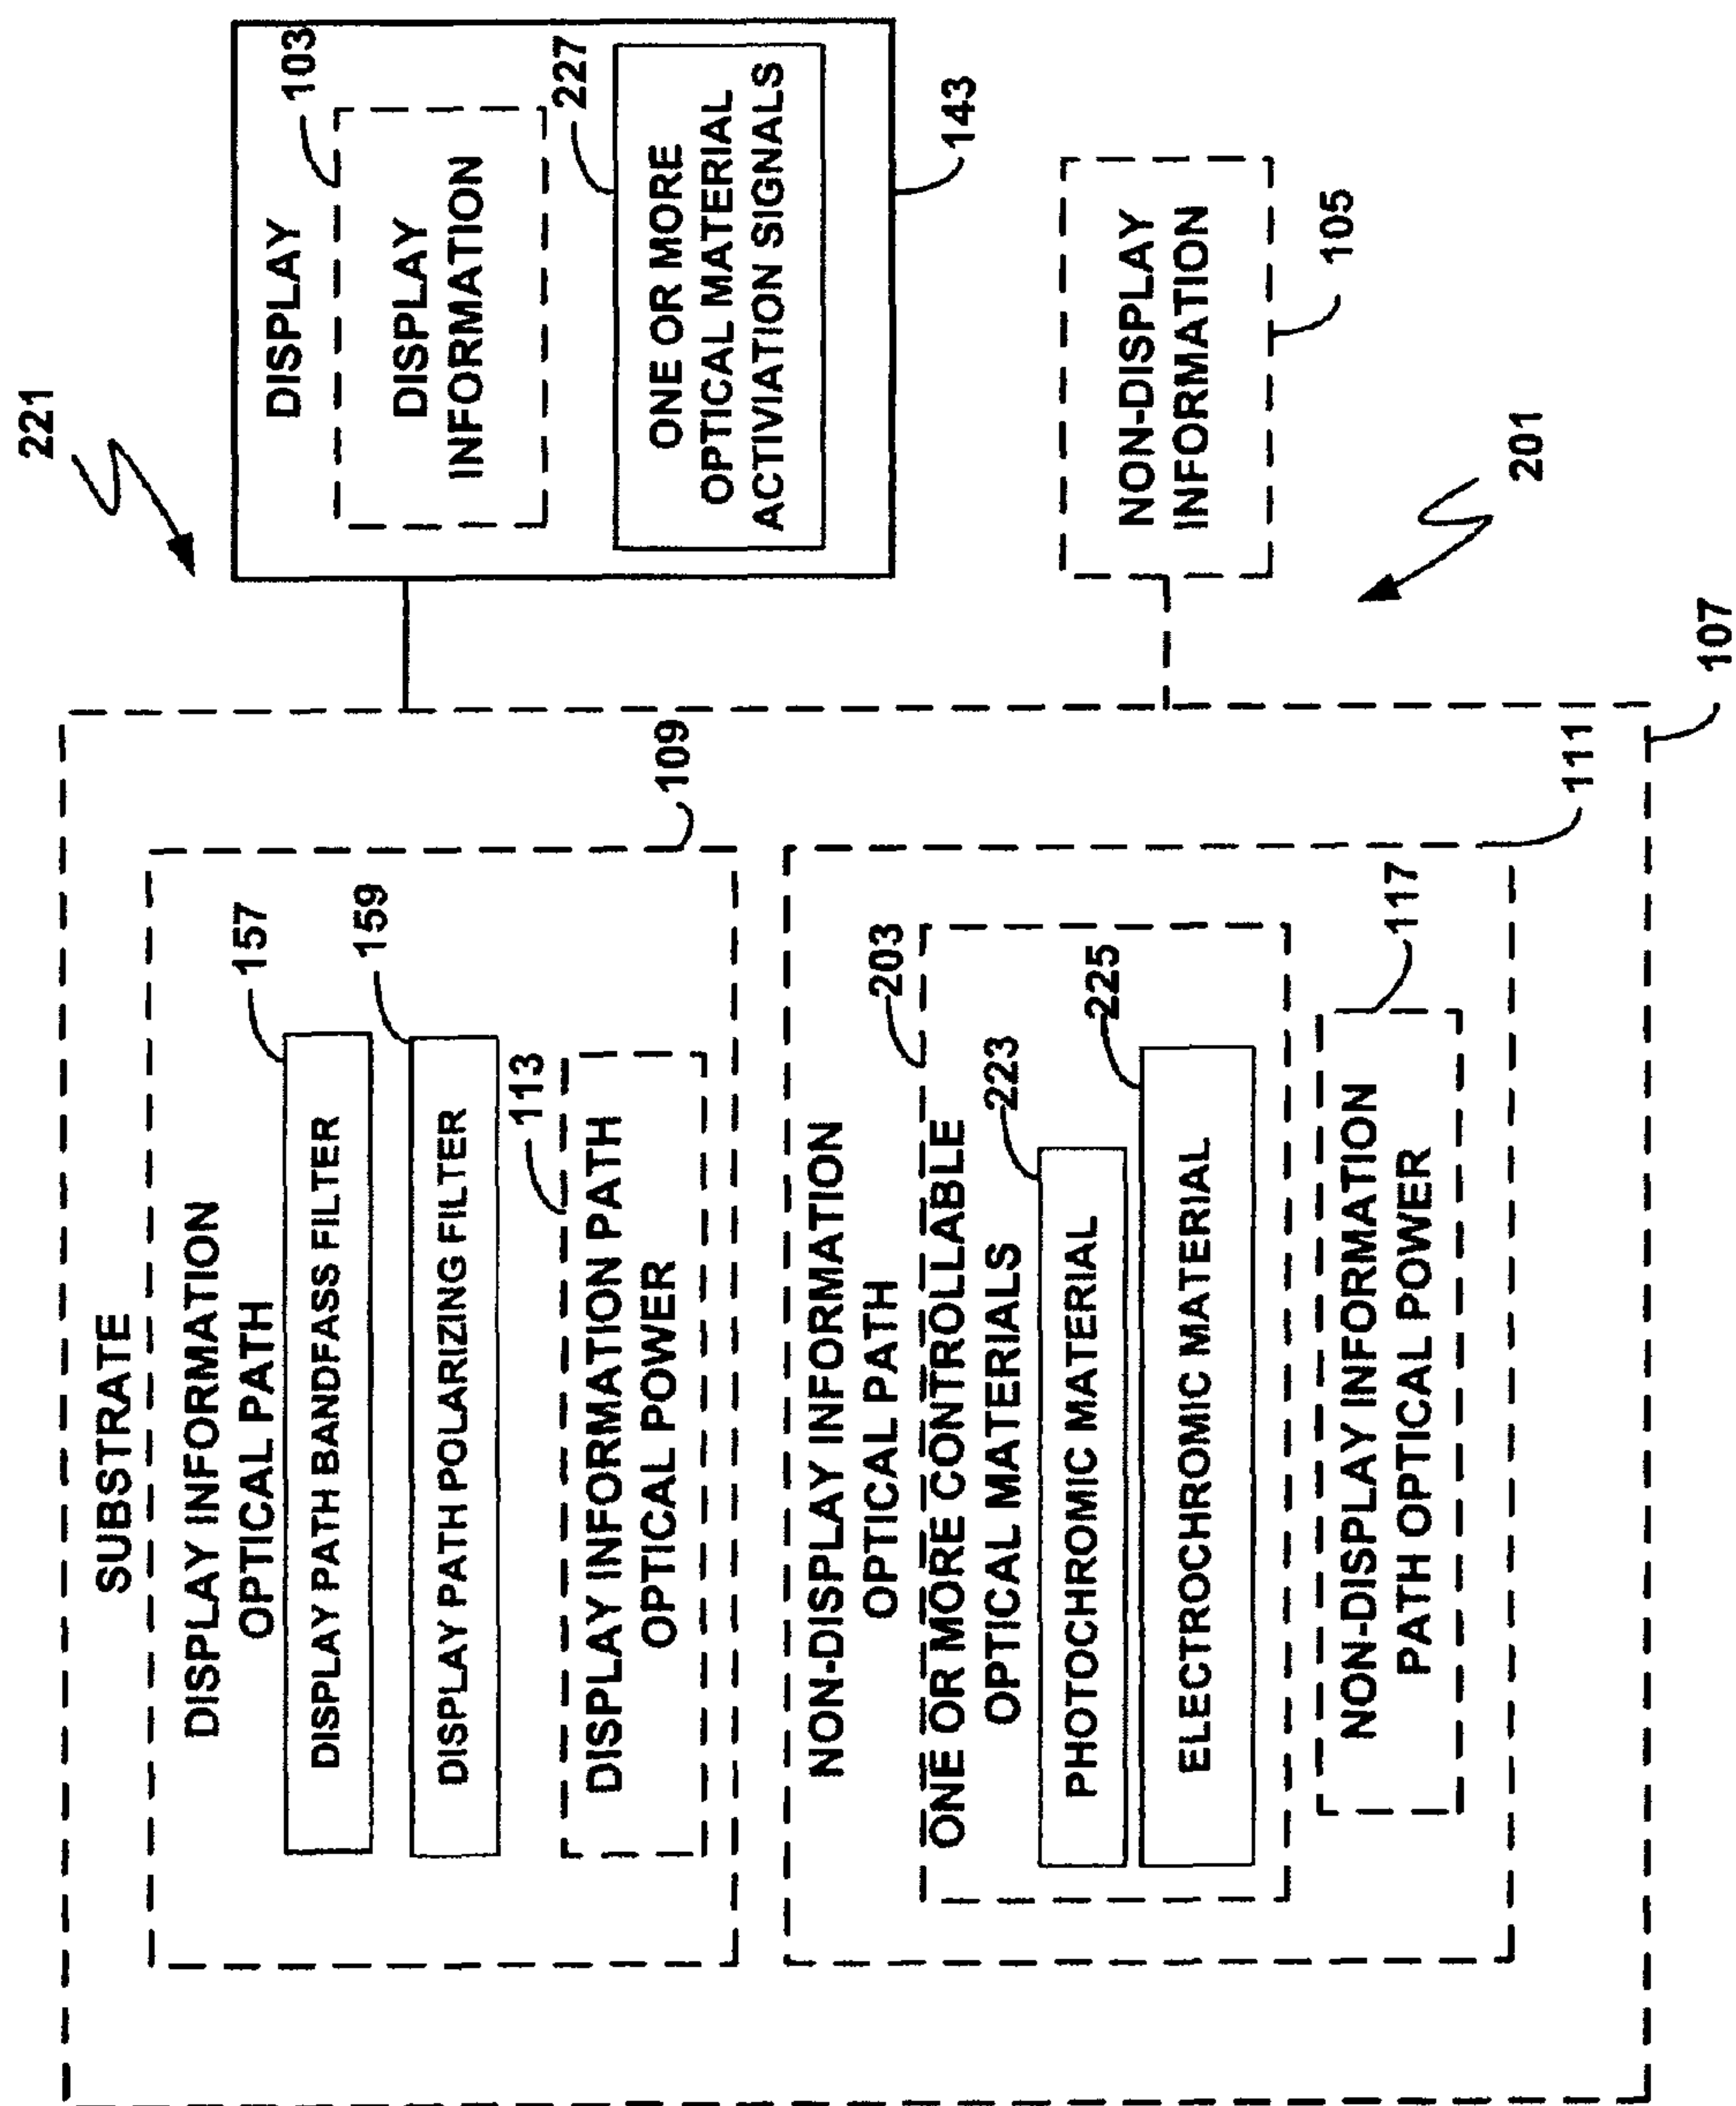 221
DISPLAY
103
DISPLAY
INFORMATION
227
ONE OR MORE
OPTICAL MATERIAL
ACTIVIATION SIGNALS
143
NON-DISPLAY
INFORMATION
105
201
SUBSTRATE
107
DISPLAY INFORMATION
OPTICAL PATH
109
157
DISPLAY PATH BANDFASS FILTER
159
DISPLAY PATH POLARIZING FILTER
113
DISPLAY INFORMATION PATH
OPTICAL POWER
NON-DISPLAY INFORMATION
OPTICAL PATH
111
203
ONE OR MORE CONTROLLABLE
OPTICAL MATERIALS
223
PHOTOCHROMIC MATERIAL
225
ELECTROCHROMIC MATERIAL
117
NON-DISPLAY INFORMATION
PATH OPTICAL POWER